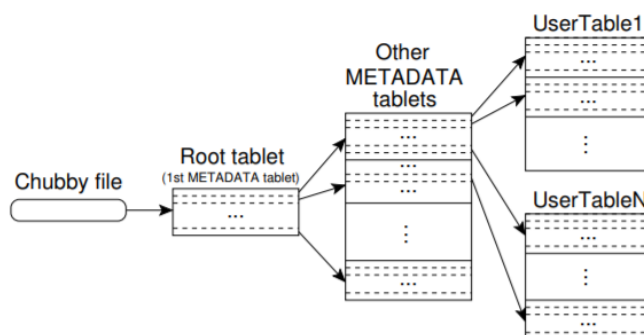 UserTable1
...
...
⋮
Other
METADATA
tablets
...
...
...
⋮
...
Root tablet
(1st METADATA tablet)
...
Chubby file
UserTableN
...
⋮
...